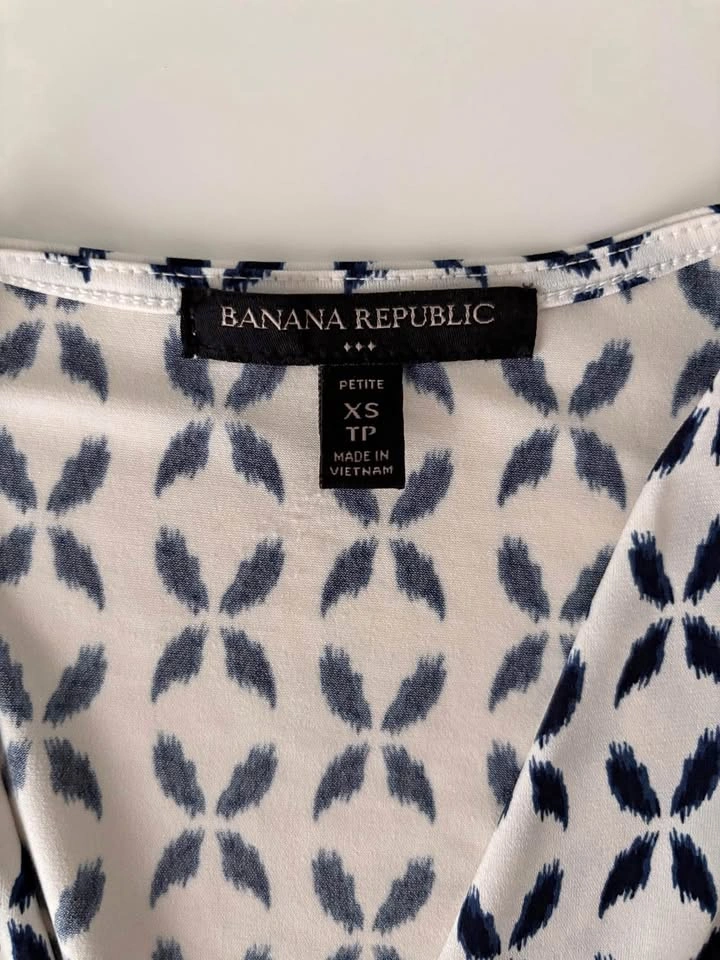 BANANA REPUBLIC
PETITE
XS
TP
MADE IN
VIETNAM